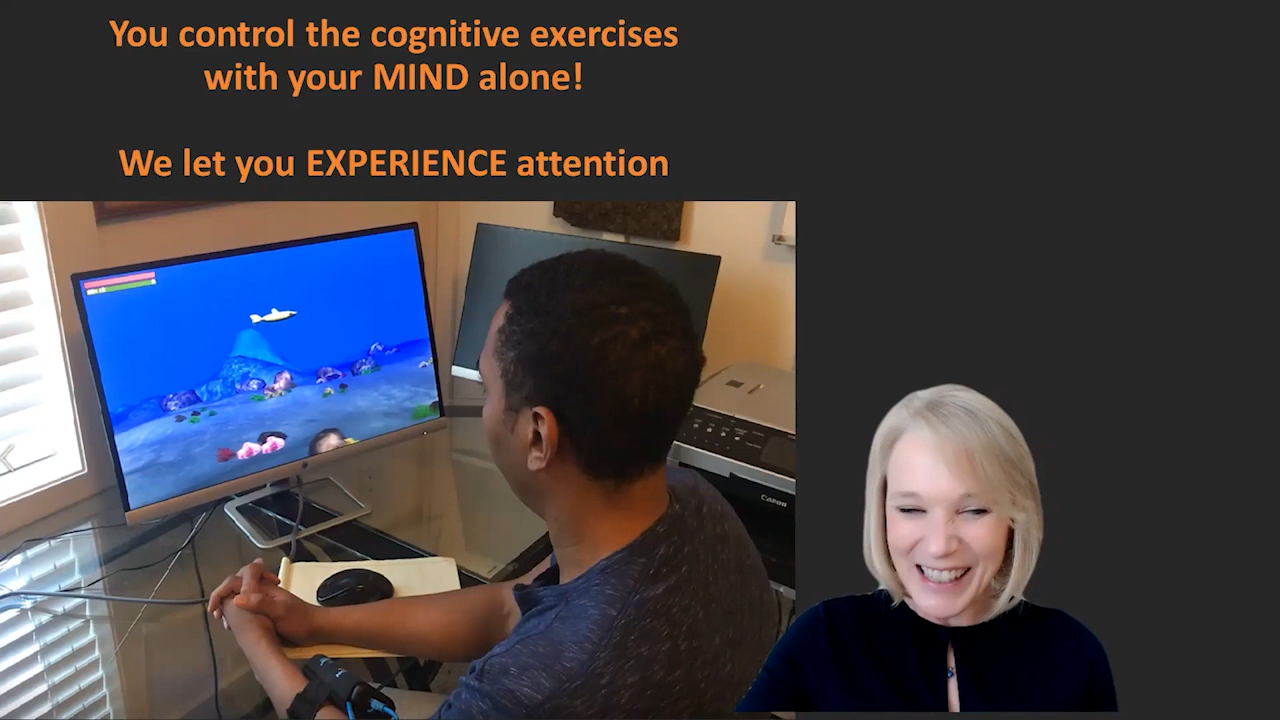 You control the cognitive exercises
with your MIND alone!
We let you EXPERIENCE attention
Canon